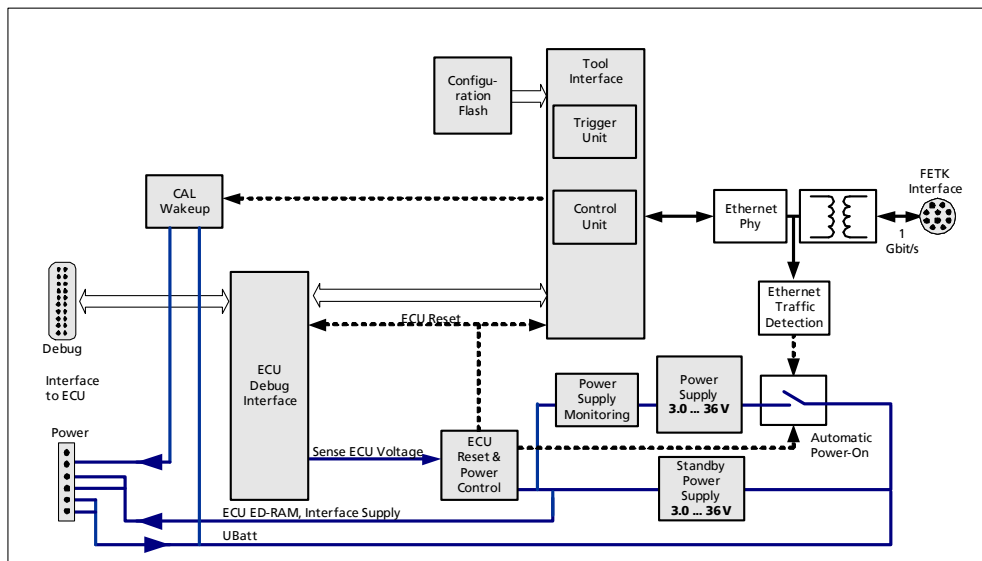 Configu-
ration
Flash
Tool
Interface
Trigger
Unit
Control
Unit
CAL
Wakeup
Ethernet
Phy
FETK
Interface
1
Gbit/s
Ethernet
Traffic
Detection
Debug
Interface
to ECU
ECU
Debug
Interface
ECU Reset
Power
Supply
Monitoring
Power
Supply
3.0 ... 36 V
Automatic
Power-On
Power
Sense ECU Voltage
ECU
Reset &
Power
Control
Standby
Power
Supply
3.0 ... 36 V
ECU ED-RAM, Interface Supply
UBatt